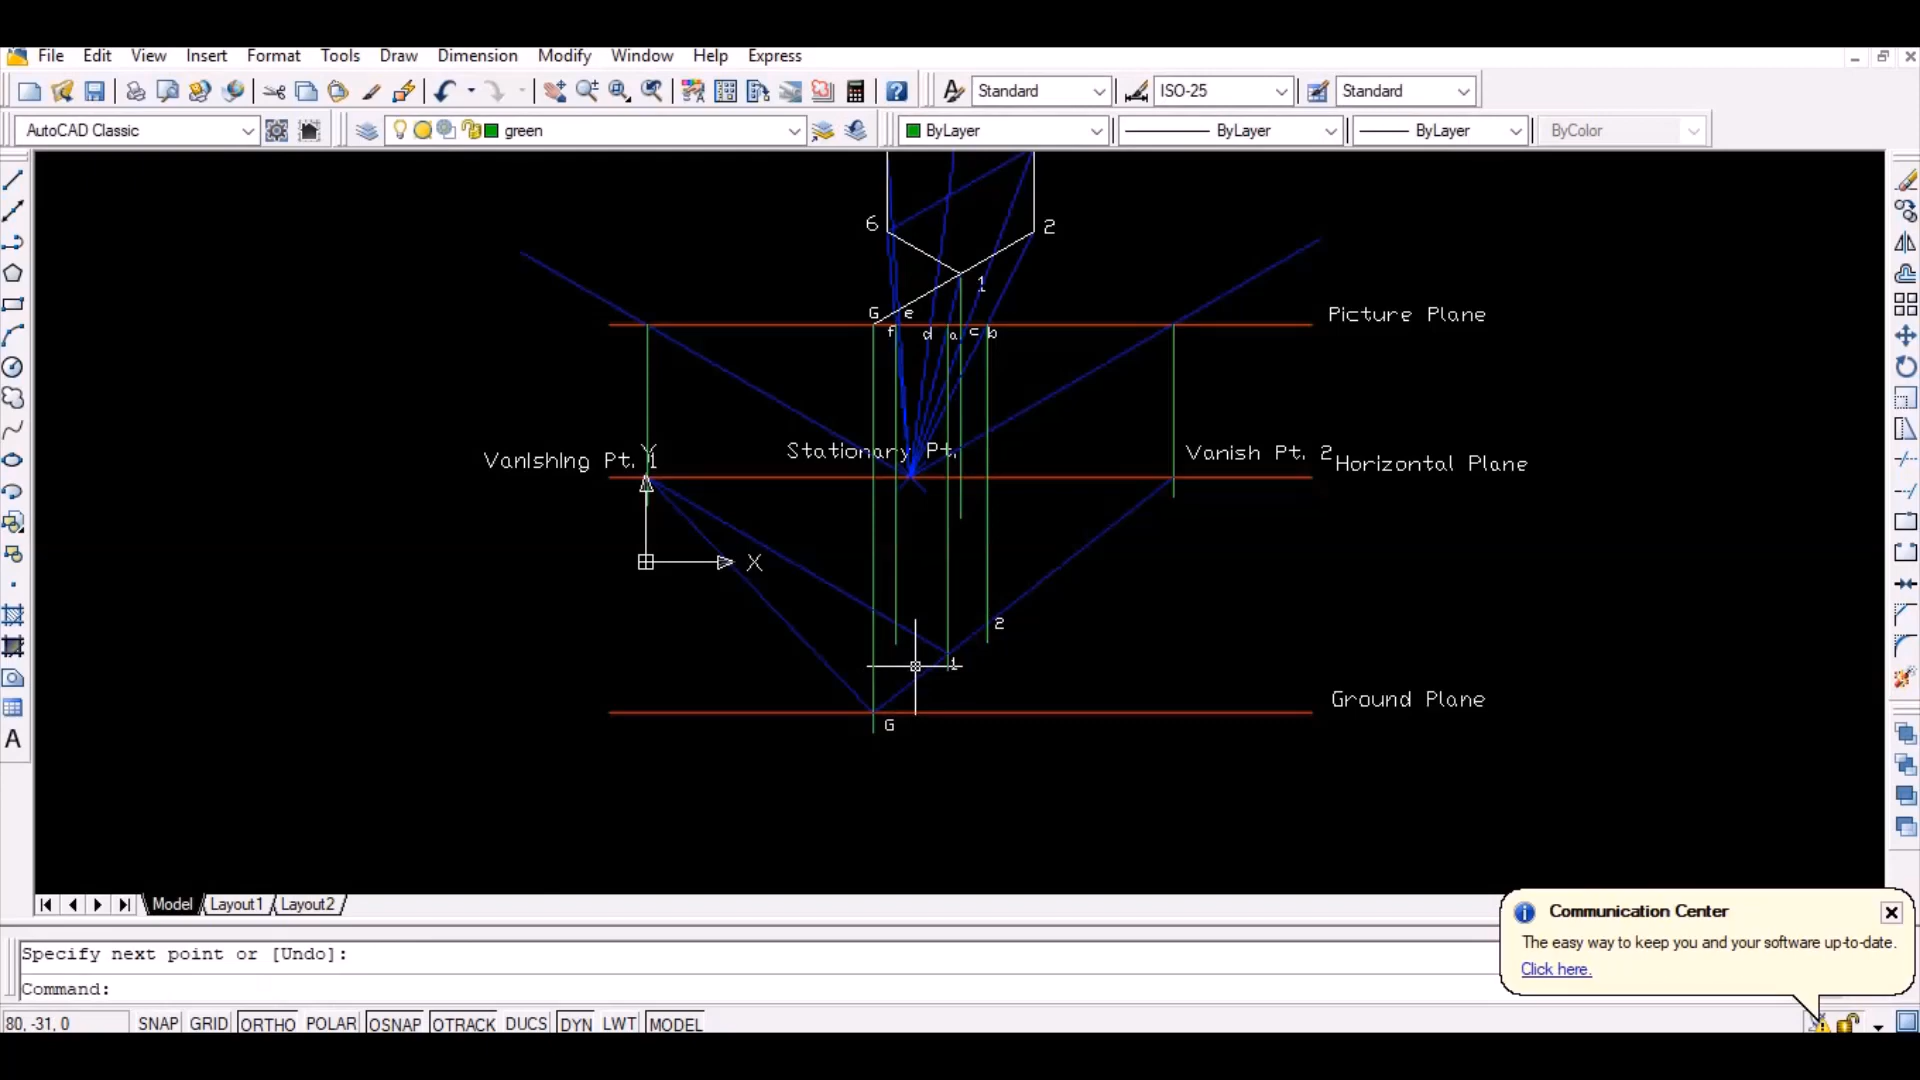 File Edit View Insert Format Tools Draw Dimension Modify Window Help Express
Standard ISO-25 Standard
AutoCAD Classic green ByLayer ByLayer ByLayer ByColor
6 2
1
G e Picture Plane
f d a c b
Vanishing Pt. 1 Y Stationary Pt. Vanish Pt. 2 Horizontal Plane
X
2
1
Ground Plane
G
Model Layout1 Layout2
Communication Center
The easy way to keep you and your software up-to-date.
Click here.
Specify next point or [Undo]:
Command:
80, -31, 0 SNAP GRID ORTHO POLAR OSNAP OTRACK DUCS DYN LWT MODEL